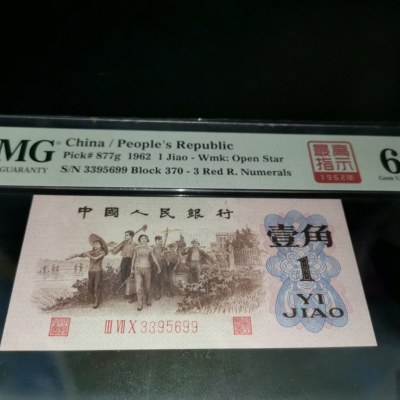 MG
GUARANTY
China / People's Republic
Pick# 877g 1962 1 Jiao - Wmk: Open Star
S/N 3395699 Block 370 - 3 Red R. Numerals
最高指示
1962年
6
中國人民銀行
壹角
1
YI
JIAO
III VII X 3395699